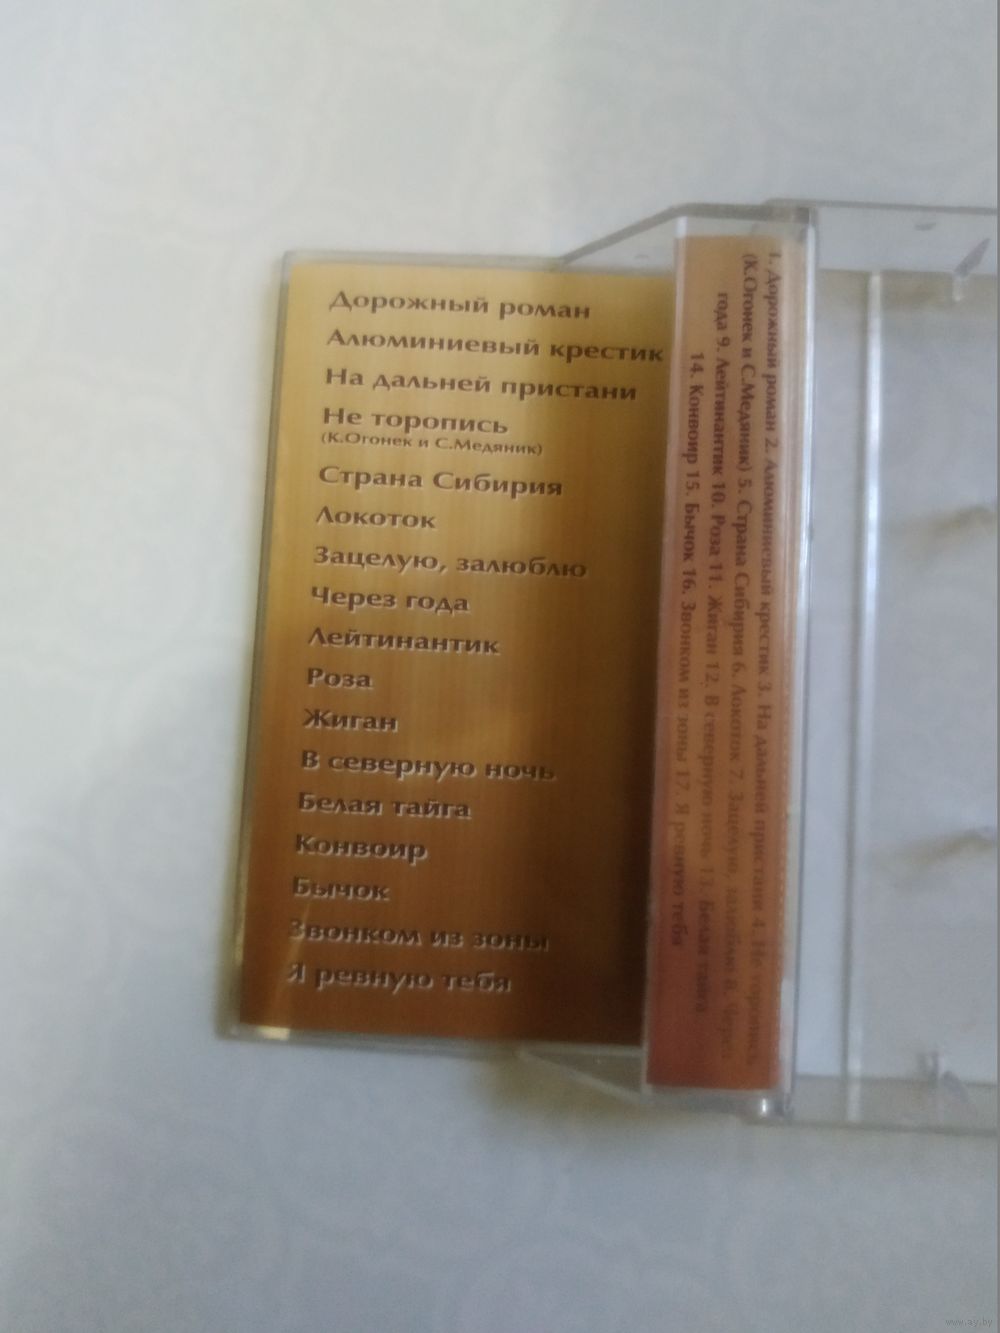 Дорожный роман
Алюминиевый крестик
На дальней пристани
Не торопись
(К.Огонек и С.Медяник)
Страна Сибирия
Локоток
Зацелую, залюблю
Через года
Лейтинантик
Роза
Жиган
В северную ночь
Белая тайга
Конвоир
Бычок
Звонком из зоны
Я ревную тебя
1. Дорожный роман 2. Алюминиевый крестик 3. На дальней пристани 4. Не торопись
(К.Огонек и С.Медяник) 5. Страна Сибирия 6. Локоток 7. Зацелую, залюблю 8. Через
года 9. Лейтинантик 10. Роза 11. Жиган 12. В северную ночь 13. Белая тайга
14. Конвоир 15. Бычок 16. Звонком из зоны 17. Я ревную тебя
www.ay.by